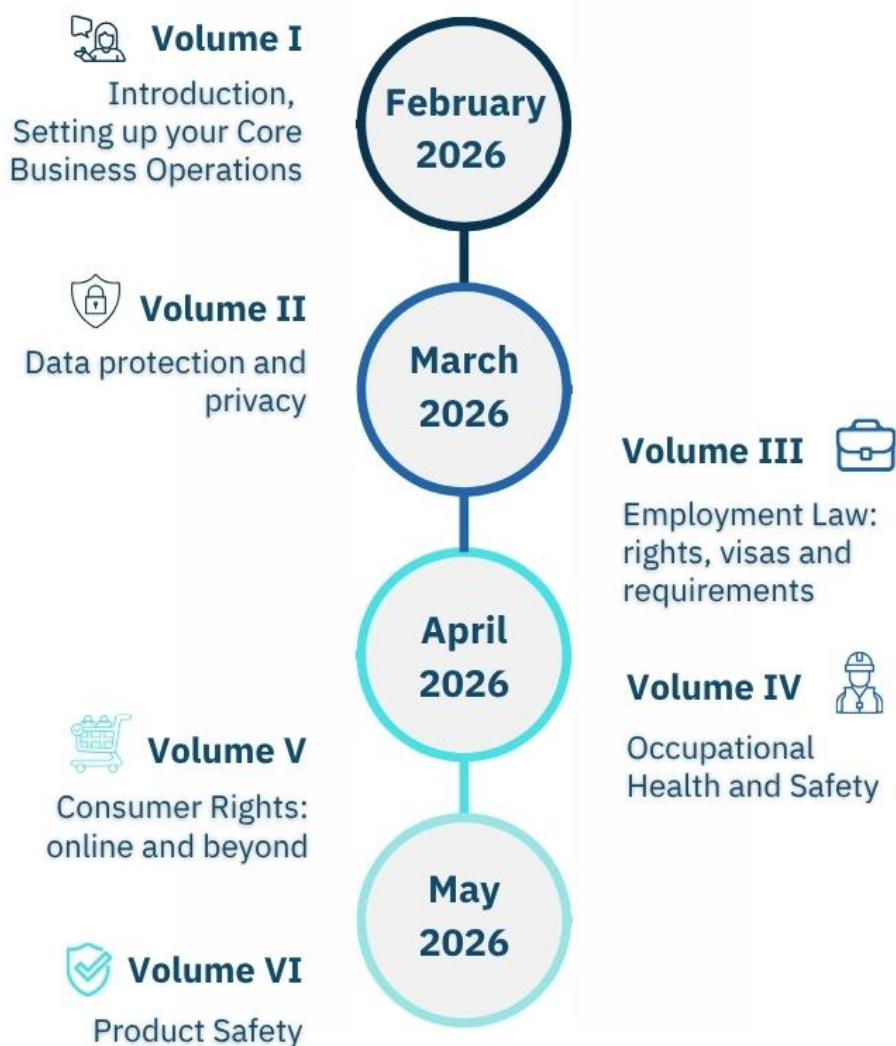 Volume I
Introduction,
Setting up your Core
Business Operations
February
2026
Volume II
Data protection and
privacy
March
2026
Volume III
Employment Law:
rights, visas and
requirements
April
2026
Volume IV
Occupational
Health and Safety
Volume V
Consumer Rights:
online and beyond
May
2026
Volume VI
Product Safety